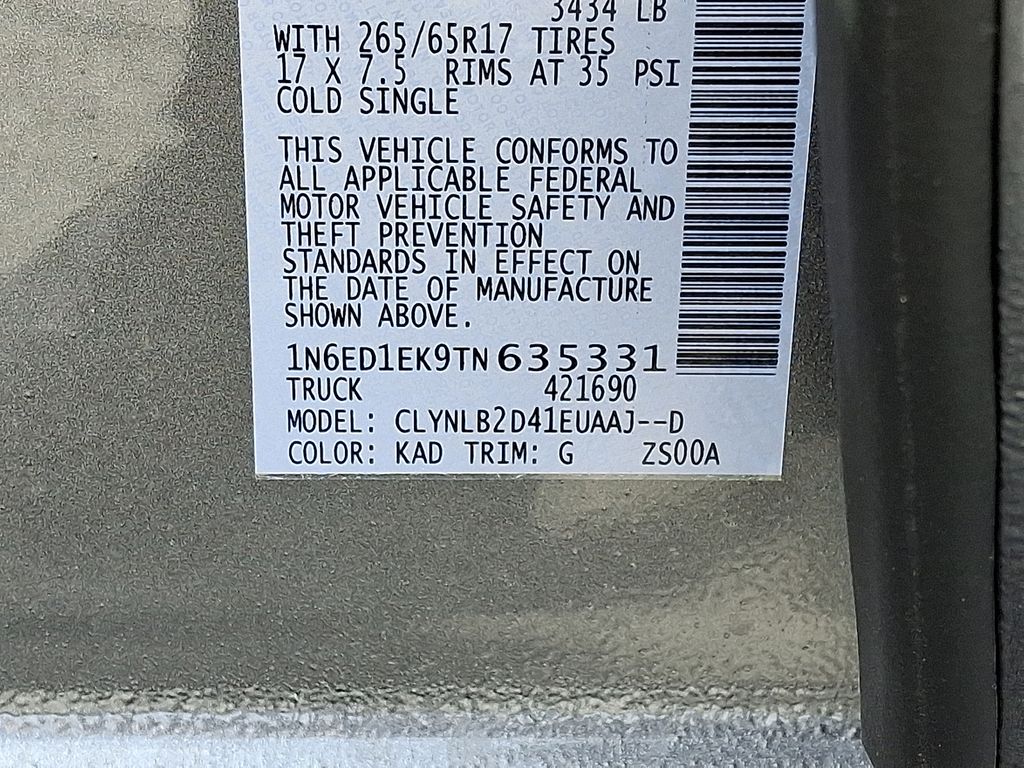 3434 LB
WITH 265/65R17 TIRES
17 X 7.5 RIMS AT 35 PSI
COLD SINGLE
THIS VEHICLE CONFORMS TO
ALL APPLICABLE FEDERAL
MOTOR VEHICLE SAFETY AND
THEFT PREVENTION
STANDARDS IN EFFECT ON
THE DATE OF MANUFACTURE
SHOWN ABOVE.
1N6ED1EK9TN635331
TRUCK 421690
MODEL: CLYNLB2D41EUAAJ--D
COLOR: KAD TRIM: G ZS00A